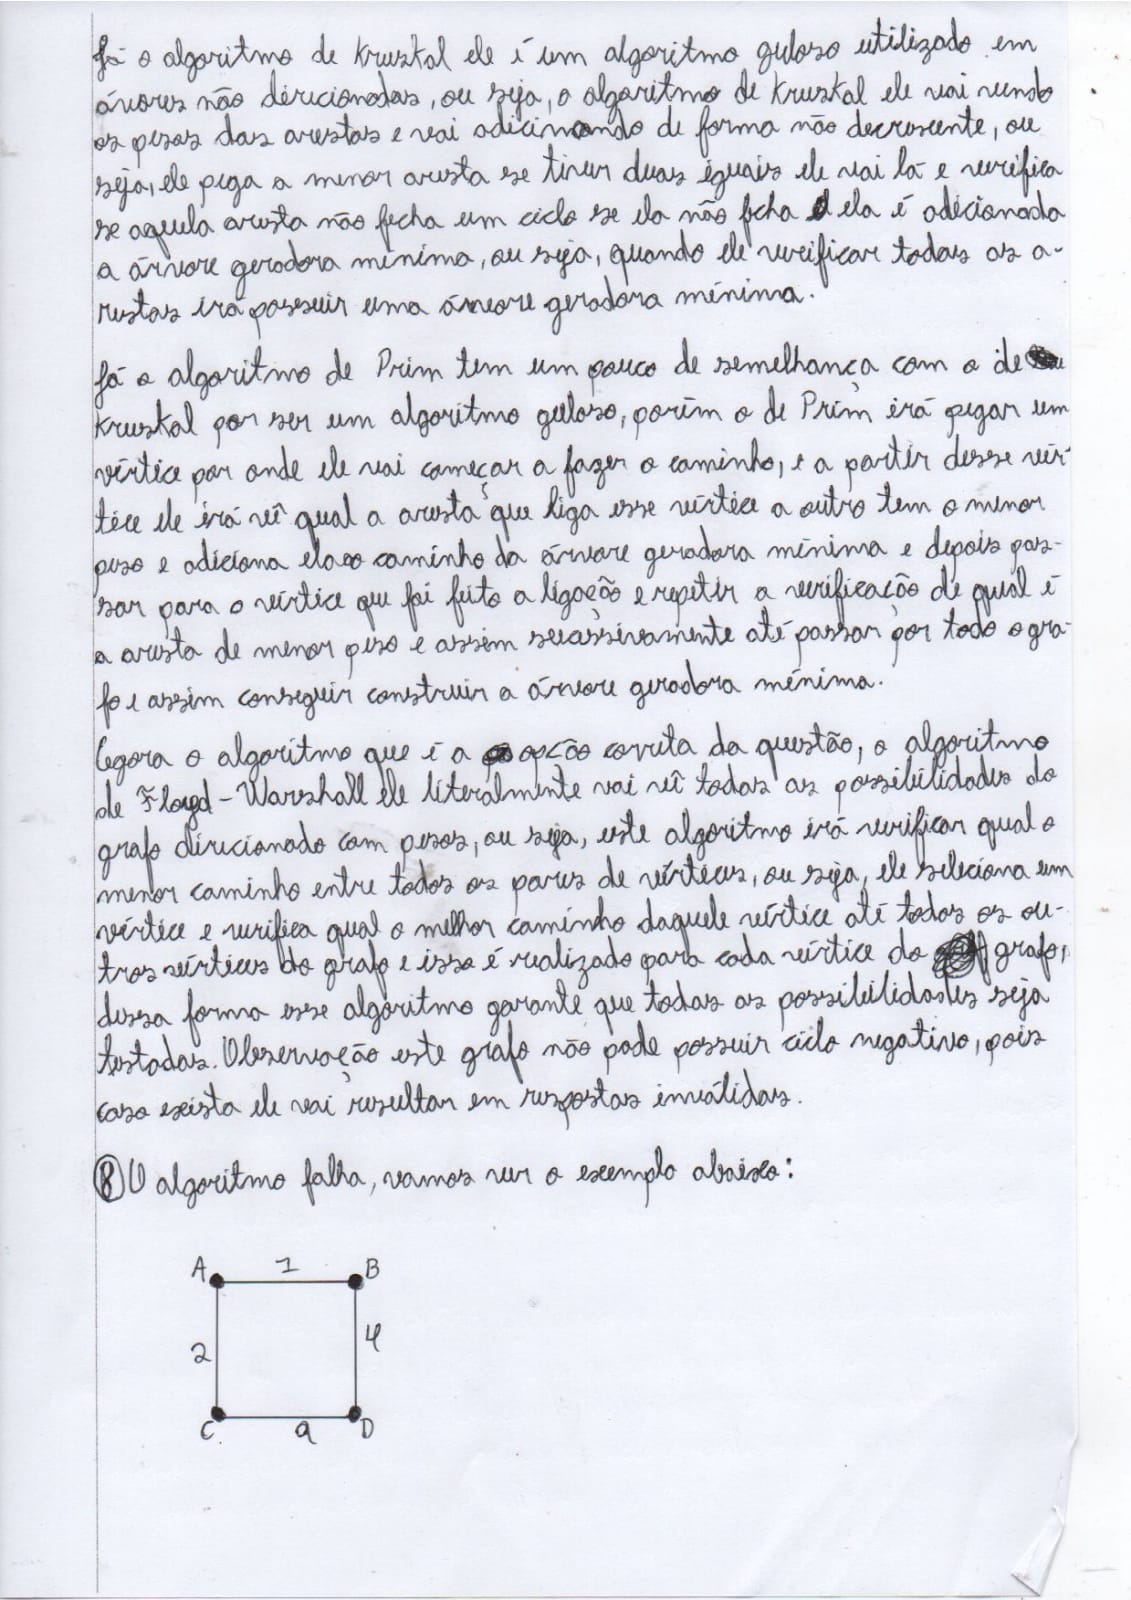 Já o algoritmo de Kruskal ele é um algoritmo guloso utilizado em
árvores não direcionadas, ou seja, o algoritmo de Kruskal ele vai vendo
os pesos das arestas e vai adicionando de forma não decrescente, ou
seja, ele pega a menor aresta se tiver duas iguais ele vai lá e verifica
se aquela aresta não fecha um ciclo se ela não fecha ela é adicionada
a árvore geradora mínima, ou seja, quando ele verificar todas as a-
restas irá possuir uma árvore geradora mínima.
Já o algoritmo de Prim tem um pouco de semelhança com o de
Kruskal por ser um algoritmo guloso, porém o de Prim irá pegar um
vértice por onde ele vai começar a fazer o caminho, e a partir desse vér-
tice ele irá vê qual a aresta que liga esse vértice a outro tem o menor
peso e adiciona ela ao caminho da árvore geradora mínima e depois pas-
sar para o vértice que foi feito a ligação e repetir a verificação de qual é
a aresta de menor peso e assim sucessivamente até passar por todo o gra-
fo e assim conseguir construir a árvore geradora mínima.
Agora o algoritmo que é a opção correta da questão, o algoritmo
de Floyd-Warshall ele literalmente vai vê todas as possibilidades do
grafo direcionado com pesos, ou seja, este algoritmo irá verificar qual o
menor caminho entre todos os pares de vértices, ou seja, ele seleciona um
vértice e verifica qual o melhor caminho daquele vértice até todos os ou-
tros vértices do grafo e isso é realizado para cada vértice do grafo,
dessa forma esse algoritmo garante que todas as possibilidades seja
testadas. Observação este grafo não pode possuir ciclo negativo, pois
caso exista ele vai resultar em respostas inválidas.
8 O algoritmo falha, vamos ver o exemplo abaixo:
A 1 B
2 4
C 9 D